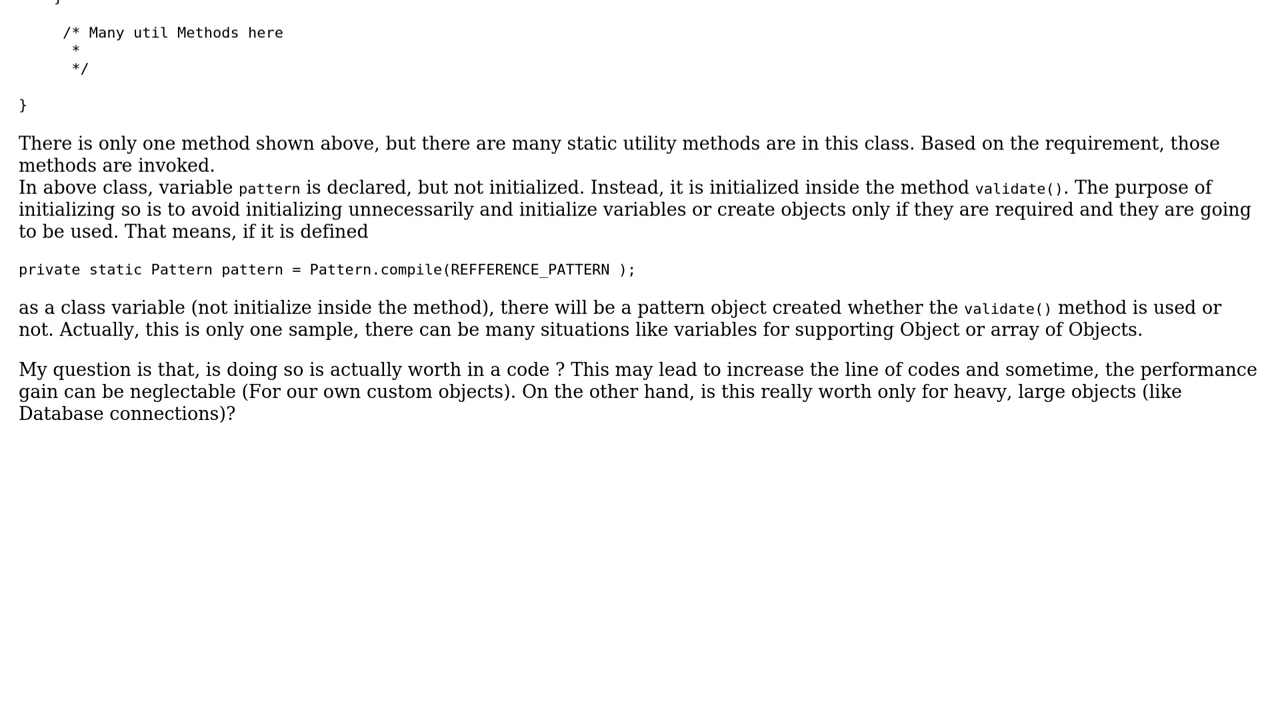 }
/* Many util Methods here
*
*/
}
There is only one method shown above, but there are many static utility methods are in this class. Based on the requirement, those
methods are invoked.
In above class, variable pattern is declared, but not initialized. Instead, it is initialized inside the method validate(). The purpose of
initializing so is to avoid initializing unnecessarily and initialize variables or create objects only if they are required and they are going
to be used. That means, if it is defined
private static Pattern pattern = Pattern.compile(REFFERENCE_PATTERN );
as a class variable (not initialize inside the method), there will be a pattern object created whether the validate() method is used or
not. Actually, this is only one sample, there can be many situations like variables for supporting Object or array of Objects.
My question is that, is doing so is actually worth in a code ? This may lead to increase the line of codes and sometime, the performance
gain can be neglectable (For our own custom objects). On the other hand, is this really worth only for heavy, large objects (like
Database connections)?